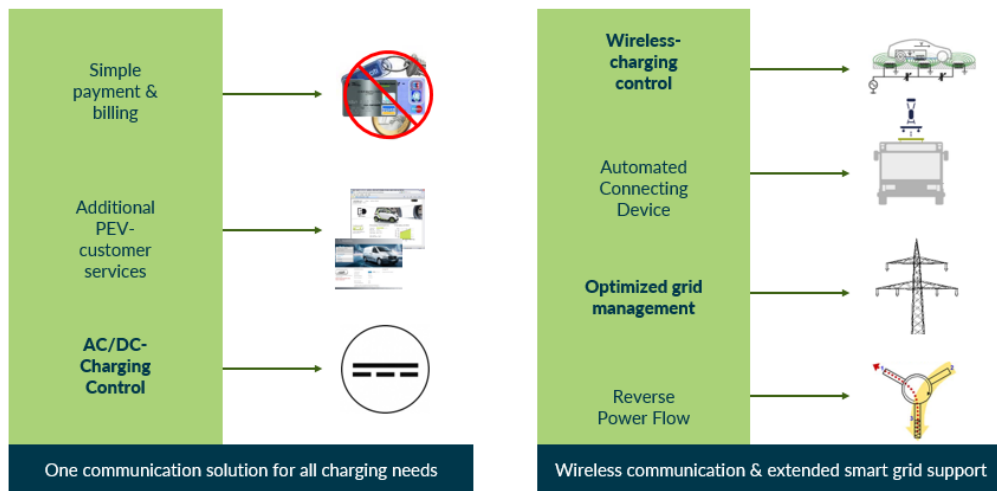 Simple
payment &
billing
Additional
PEV-
customer
services
AC/DC-
Charging
Control
One communication solution for all charging needs
Wireless-
charging
control
Automated
Connecting
Device
Optimized grid
management
Reverse
Power Flow
Wireless communication & extended smart grid support